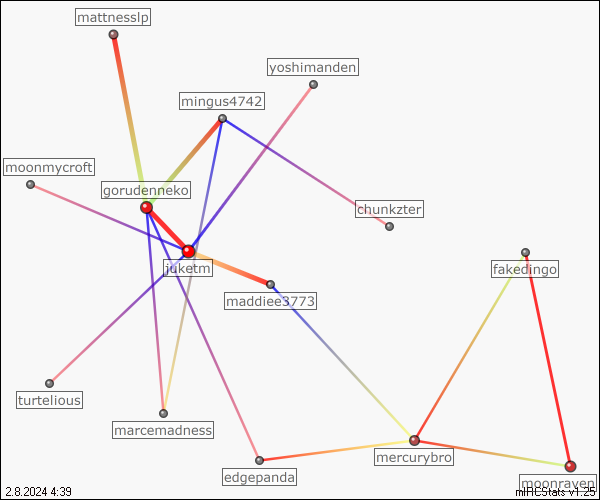 mattnesslp
yoshimanden
mingus4742
moonmycroft
gorudenneko
chunkzter
juketm
fakedingo
maddiee3773
turtelious
marcemadness
mercurybro
edgepanda
moonraven
2.8.2024 4:39
mIRCStats v1.25